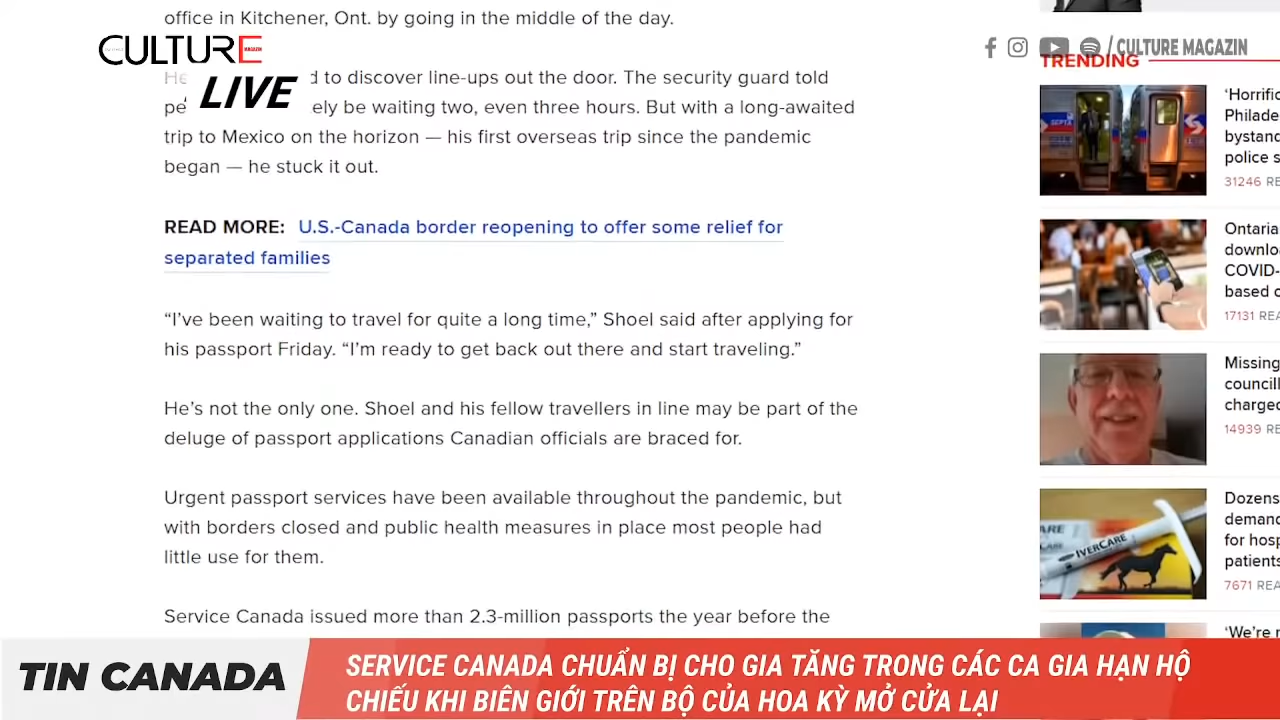 office in Kitchener, Ont. by going in the middle of the day.
CULTURE
MAGAZIN
LIVE
/ CULTURE MAGAZIN
He d to discover line-ups out the door. The security guard told
pe ely be waiting two, even three hours. But with a long-awaited
trip to Mexico on the horizon — his first overseas trip since the pandemic
began — he stuck it out.
READ MORE: U.S.-Canada border reopening to offer some relief for
separated families
“I’ve been waiting to travel for quite a long time,” Shoel said after applying for
his passport Friday. “I’m ready to get back out there and start traveling.”
He’s not the only one. Shoel and his fellow travellers in line may be part of the
deluge of passport applications Canadian officials are braced for.
Urgent passport services have been available throughout the pandemic, but
with borders closed and public health measures in place most people had
little use for them.
Service Canada issued more than 2.3-million passports the year before the
TRENDING
SEPTA
‘Horrific
Philade
bystand
police s
31246 RE
Ontaria
downlo
COVID-
based c
17131 REA
Missing
council
charged
14939 RE
IVERCARE
Dozens
demand
for hosp
patients
7671 REA
‘We’re r
TIN CANADA
SERVICE CANADA CHUẨN BỊ CHO GIA TĂNG TRONG CÁC CA GIA HẠN HỘ
CHIẾU KHI BIÊN GIỚI TRÊN BỘ CỦA HOA KỲ MỞ CỬA LẠI